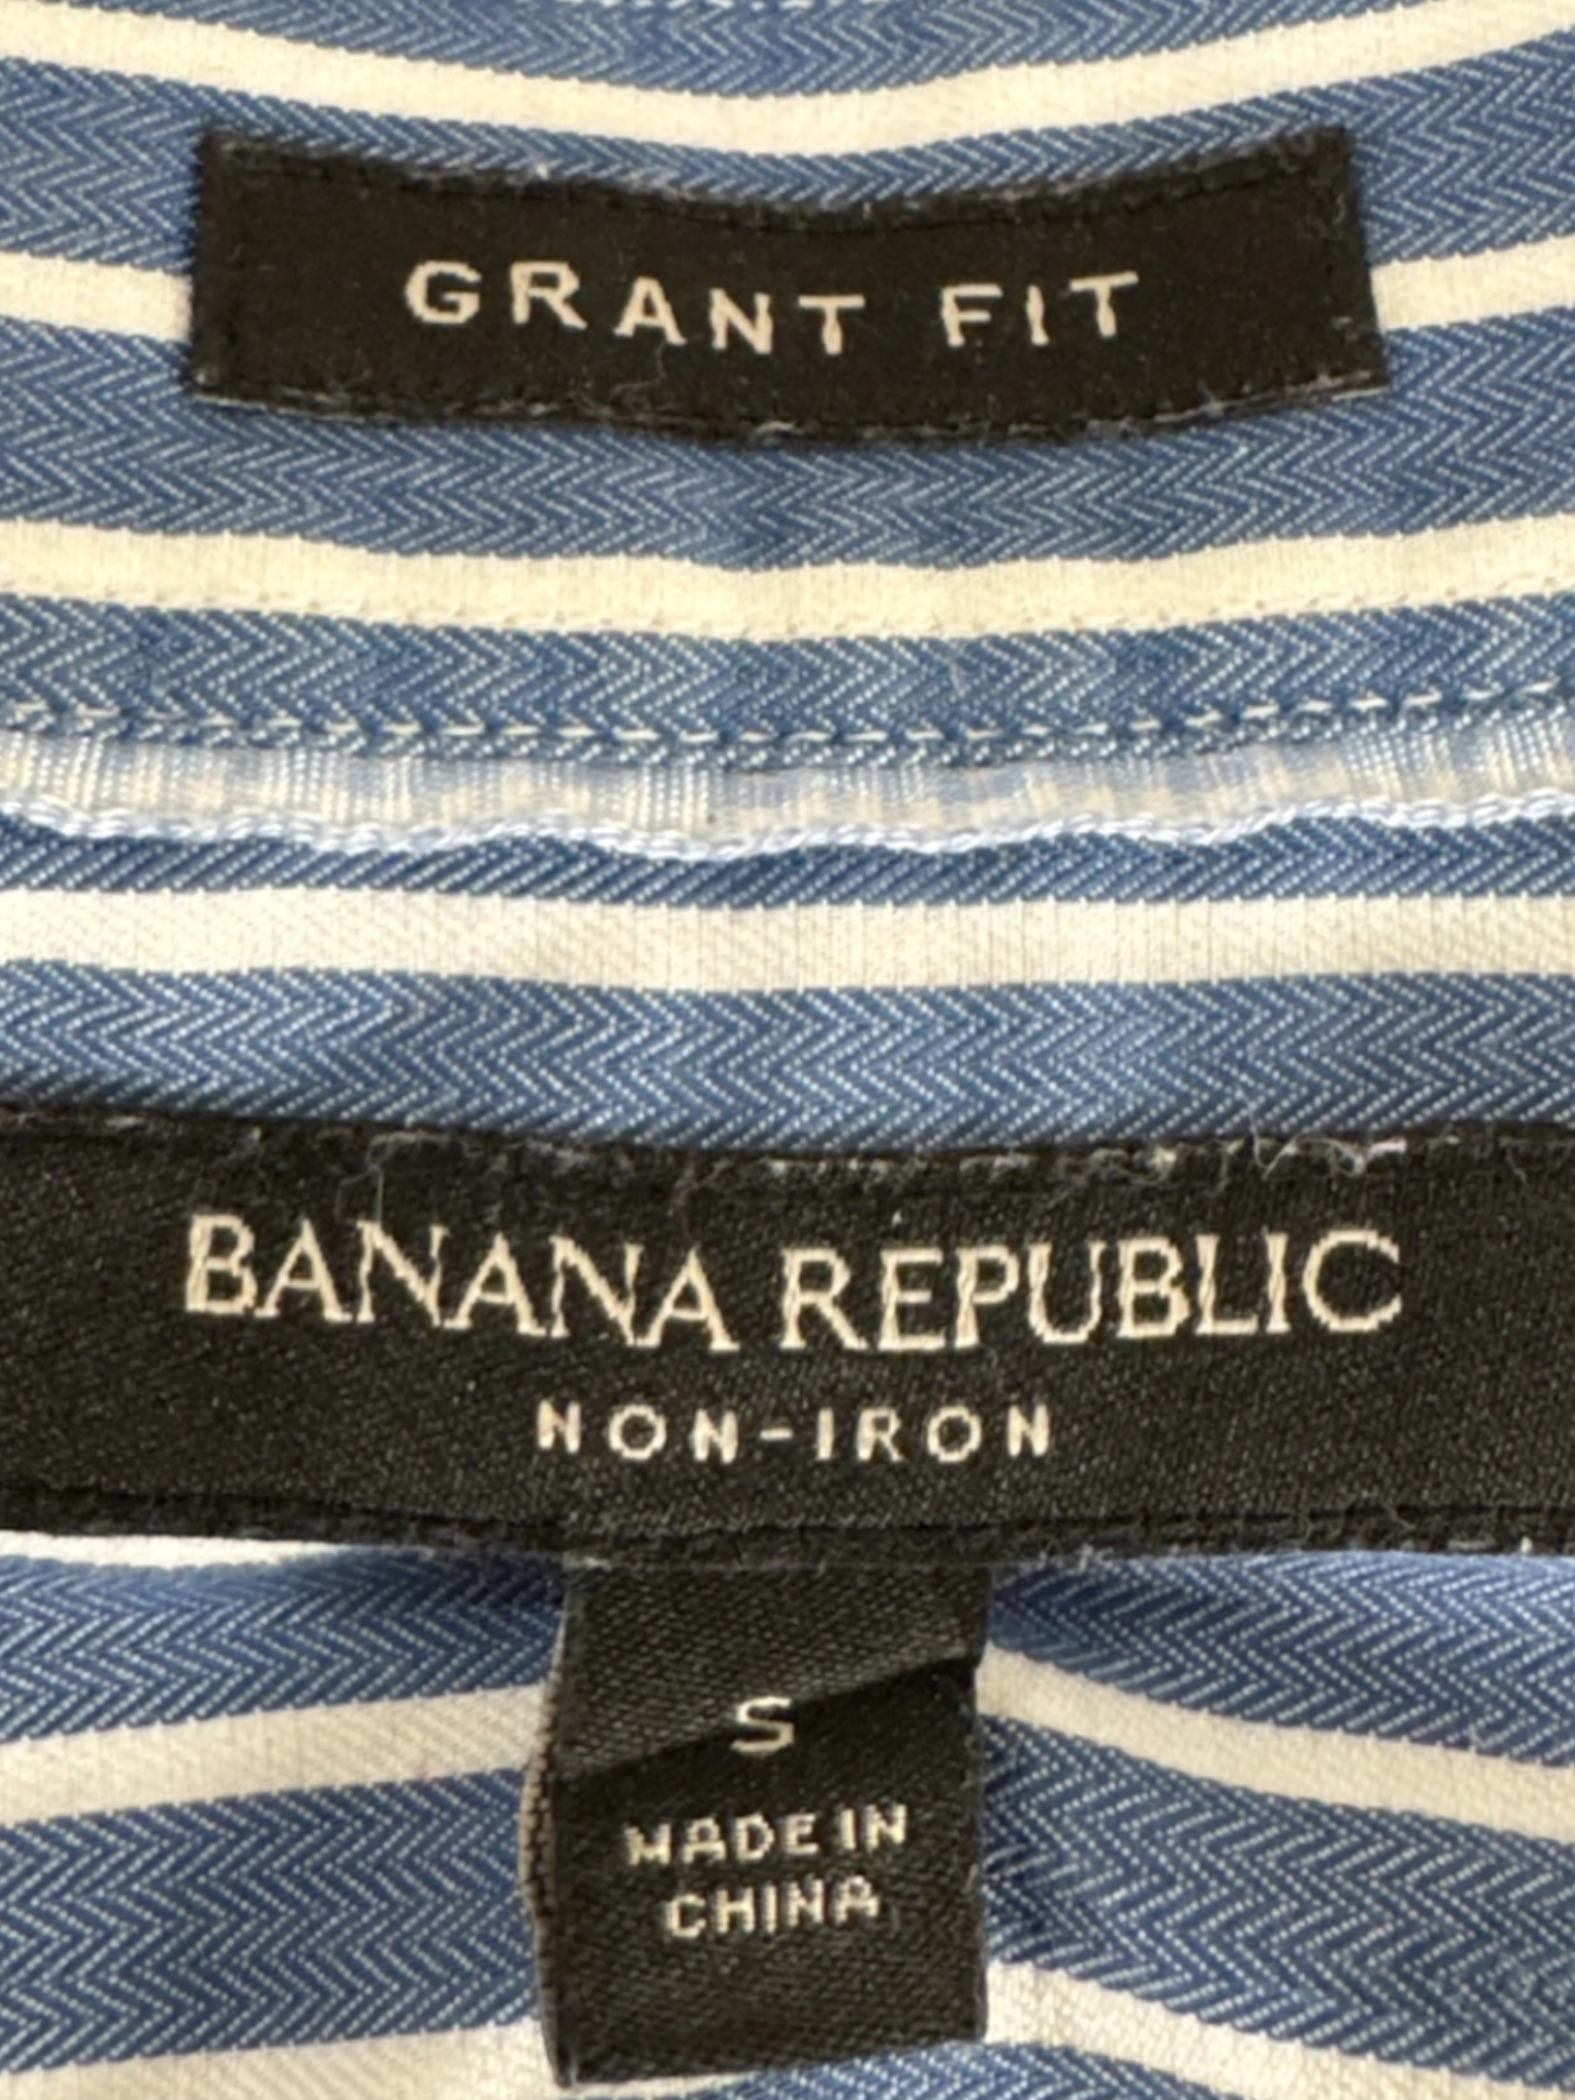 GRANT FIT
BANANA REPUBLIC
NON-IRON
S
MADE IN
CHINA